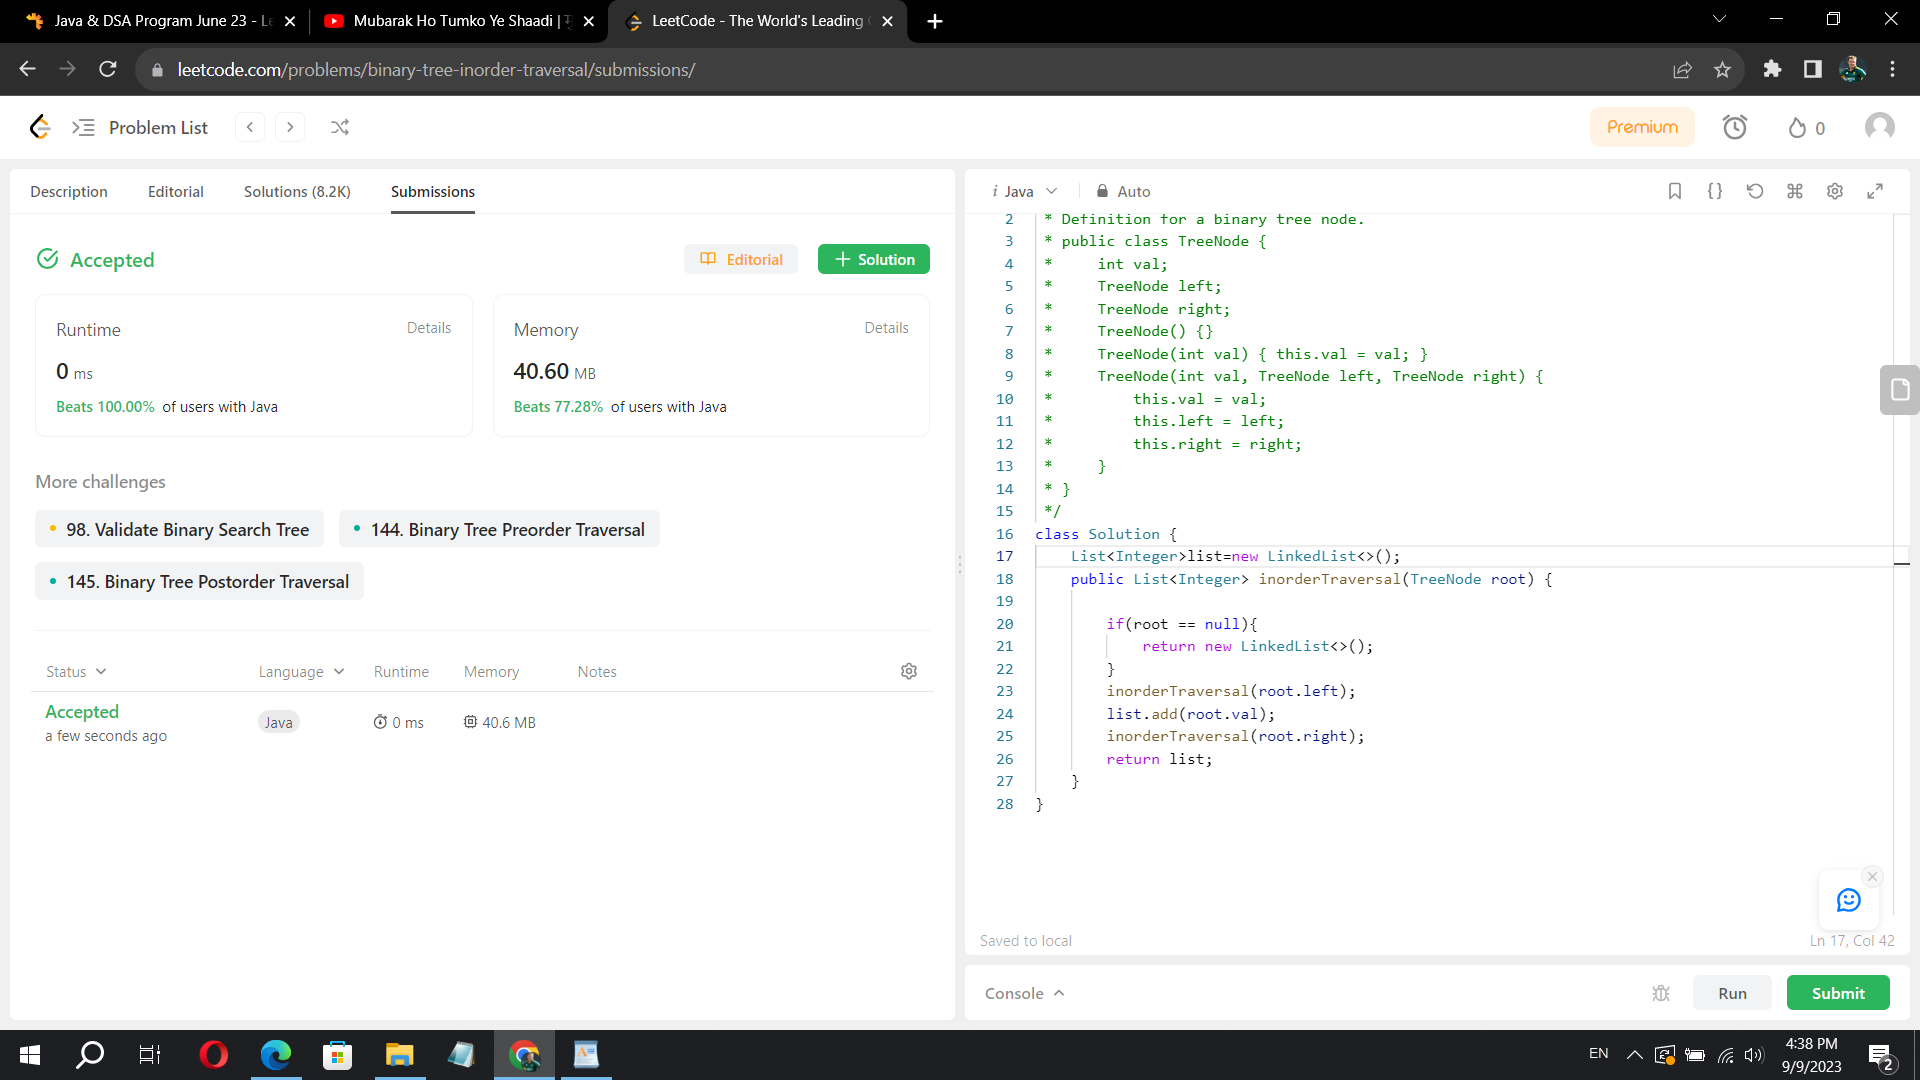 Java & DSA Program June 23 - Le
Mubarak Ho Tumko Ye Shaadi |
LeetCode - The World's Leading
leetcode.com/problems/binary-tree-inorder-traversal/submissions/
Problem List
Premium
0
Description
Editorial
Solutions (8.2K)
Submissions
Accepted
Editorial
Solution
Runtime
Details
0 ms
Beats 100.00% of users with Java
Memory
Details
40.60 MB
Beats 77.28% of users with Java
More challenges
98. Validate Binary Search Tree
144. Binary Tree Preorder Traversal
145. Binary Tree Postorder Traversal
Status
Language
Runtime
Memory
Notes
Accepted
a few seconds ago
Java
0 ms
40.6 MB
i Java
Auto
2 * Definition for a binary tree node.
3 * public class TreeNode {
4 *     int val;
5 *     TreeNode left;
6 *     TreeNode right;
7 *     TreeNode() {}
8 *     TreeNode(int val) { this.val = val; }
9 *     TreeNode(int val, TreeNode left, TreeNode right) {
10 *         this.val = val;
11 *         this.left = left;
12 *         this.right = right;
13 *     }
14 * }
15 */
16 class Solution {
17     List<Integer>list=new LinkedList<>();
18     public List<Integer> inorderTraversal(TreeNode root) {
19
20         if(root == null){
21             return new LinkedList<>();
22         }
23         inorderTraversal(root.left);
24         list.add(root.val);
25         inorderTraversal(root.right);
26         return list;
27     }
28 }
Saved to local
Ln 17, Col 42
Console
Run
Submit
EN
4:38 PM
9/9/2023
2